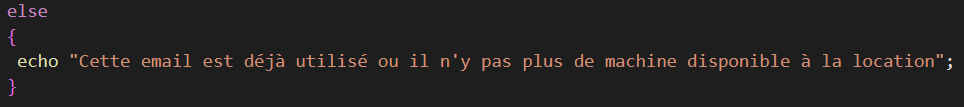 else
{
echo "Cette email est déjà utilisé ou il n'y pas plus de machine disponible à la location";
}